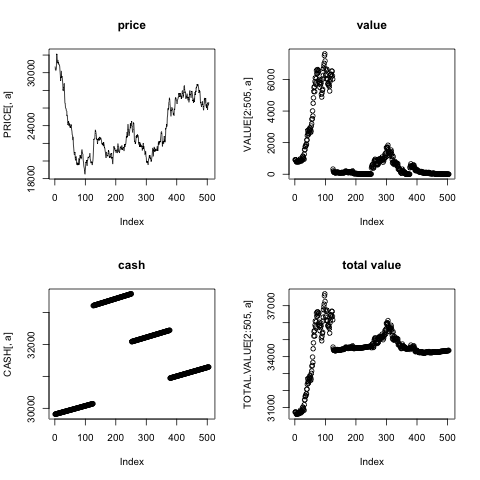 price
PRICE[, a]
30000
24000
18000
0 100 200 300 400 500
Index
value
VALUE[2:505, a]
6000
4000
2000
0
0 100 200 300 400 500
Index
cash
CASH[, a]
32000
30000
0 100 200 300 400 500
Index
total value
TOTAL.VALUE[2:505, a]
37000
34000
31000
0 100 200 300 400 500
Index